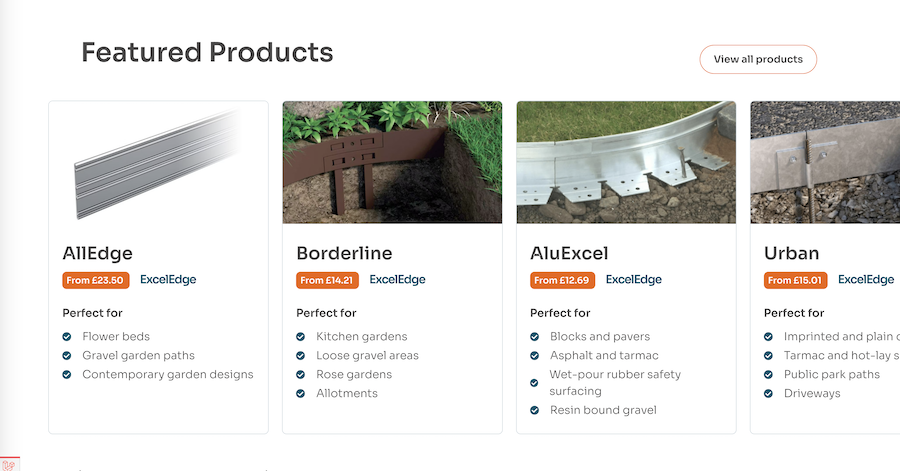 Featured Products
View all products
AllEdge
From £23.50 ExcelEdge
Perfect for
Flower beds
Gravel garden paths
Contemporary garden designs
Borderline
From £14.21 ExcelEdge
Perfect for
Kitchen gardens
Loose gravel areas
Rose gardens
Allotments
AluExcel
From £12.69 ExcelEdge
Perfect for
Blocks and pavers
Asphalt and tarmac
Wet-pour rubber safety
surfacing
Resin bound gravel
Urban
From £15.01 ExcelEdge
Perfect for
Imprinted and plain
Tarmac and hot-lay
Public park paths
Driveways